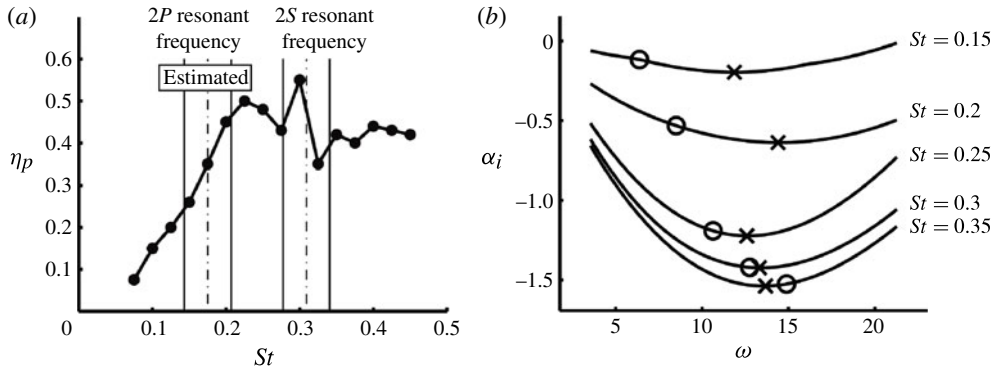 (a)
2P resonant
frequency
2S resonant
frequency
Estimated
0.6
0.5
0.4
0.3
0.2
0.1
0
0.1
0.2
0.3
0.4
0.5
ηp
St
(b)
0
–0.5
–1.0
–1.5
αi
5
10
15
20
ω
St = 0.15
St = 0.2
St = 0.25
St = 0.3
St = 0.35